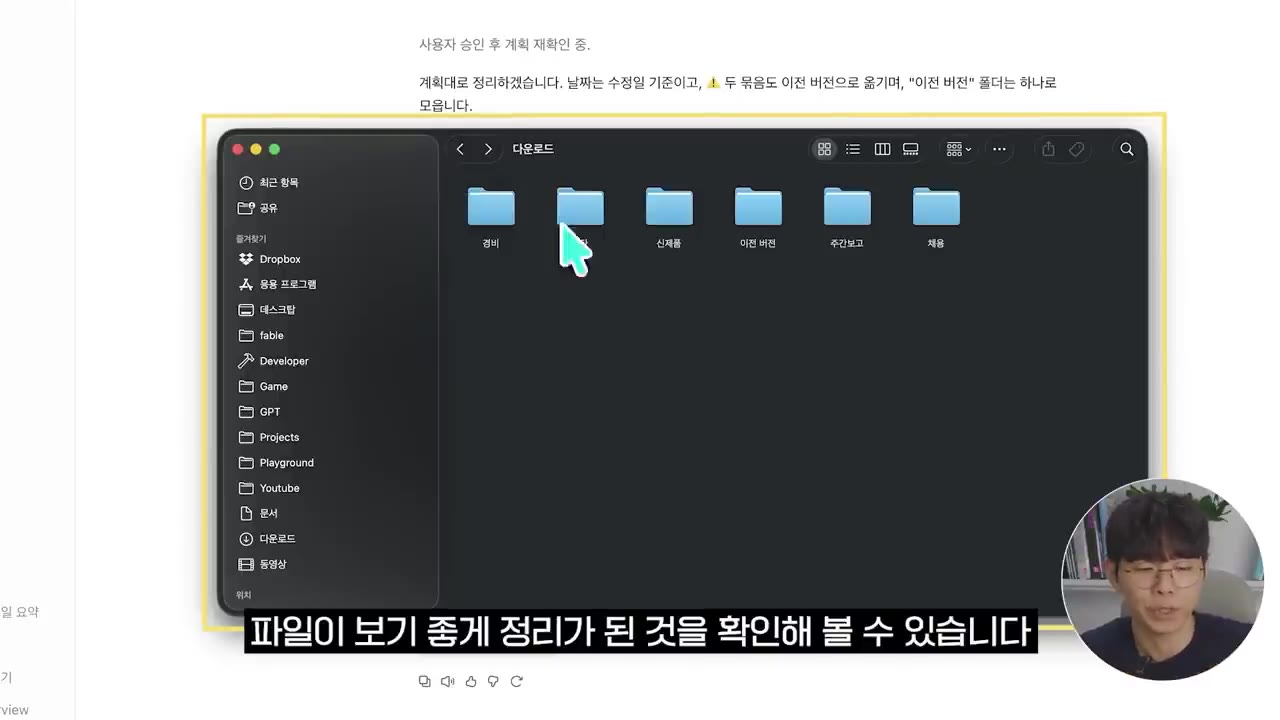 사용자 승인 후 계획 재확인 중.
계획대로 정리하겠습니다. 날짜는 수정일 기준이고, ⚠️ 두 묶음도 이전 버전으로 옮기며, "이전 버전" 폴더는 하나로
모읍니다.
다운로드
최근 항목
공유
즐겨찾기
Dropbox
응용 프로그램
데스크탑
fable
Developer
Game
GPT
Projects
Playground
Youtube
문서
다운로드
동영상
위치
경비
신제품
이전 버전
주간보고
채용
일 요약
기
view
파일이 보기 좋게 정리가 된 것을 확인해 볼 수 있습니다